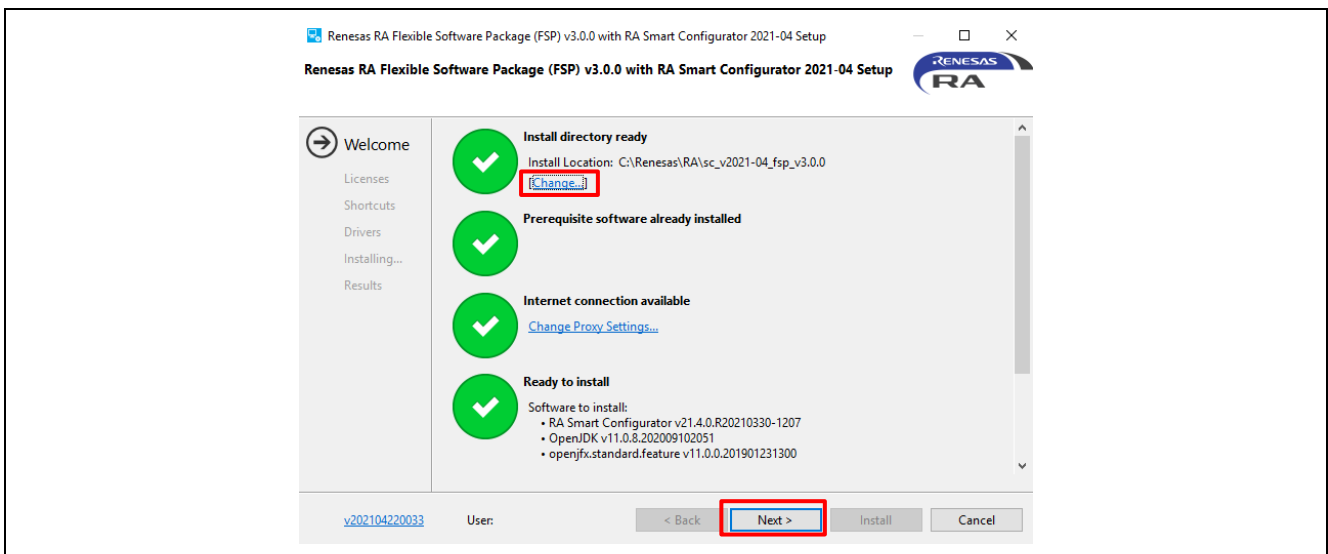 Renesas RA Flexible Software Package (FSP) v3.0.0 with RA Smart Configurator 2021-04 Setup
Renesas RA Flexible Software Package (FSP) v3.0.0 with RA Smart Configurator 2021-04 Setup
RENESAS
RA
Welcome
Licenses
Shortcuts
Drivers
Installing...
Results
Install directory ready
Install Location: C:\Renesas\RA\sc_v2021-04_fsp_v3.0.0
[Change...]
Prerequisite software already installed
Internet connection available
Change Proxy Settings...
Ready to install
Software to install:
• RA Smart Configurator v21.4.0.R20210330-1207
• OpenJDK v11.0.8.202009102051
• openjfx.standard.feature v11.0.0.201901231300
v202104220033 User: < Back Next > Install Cancel